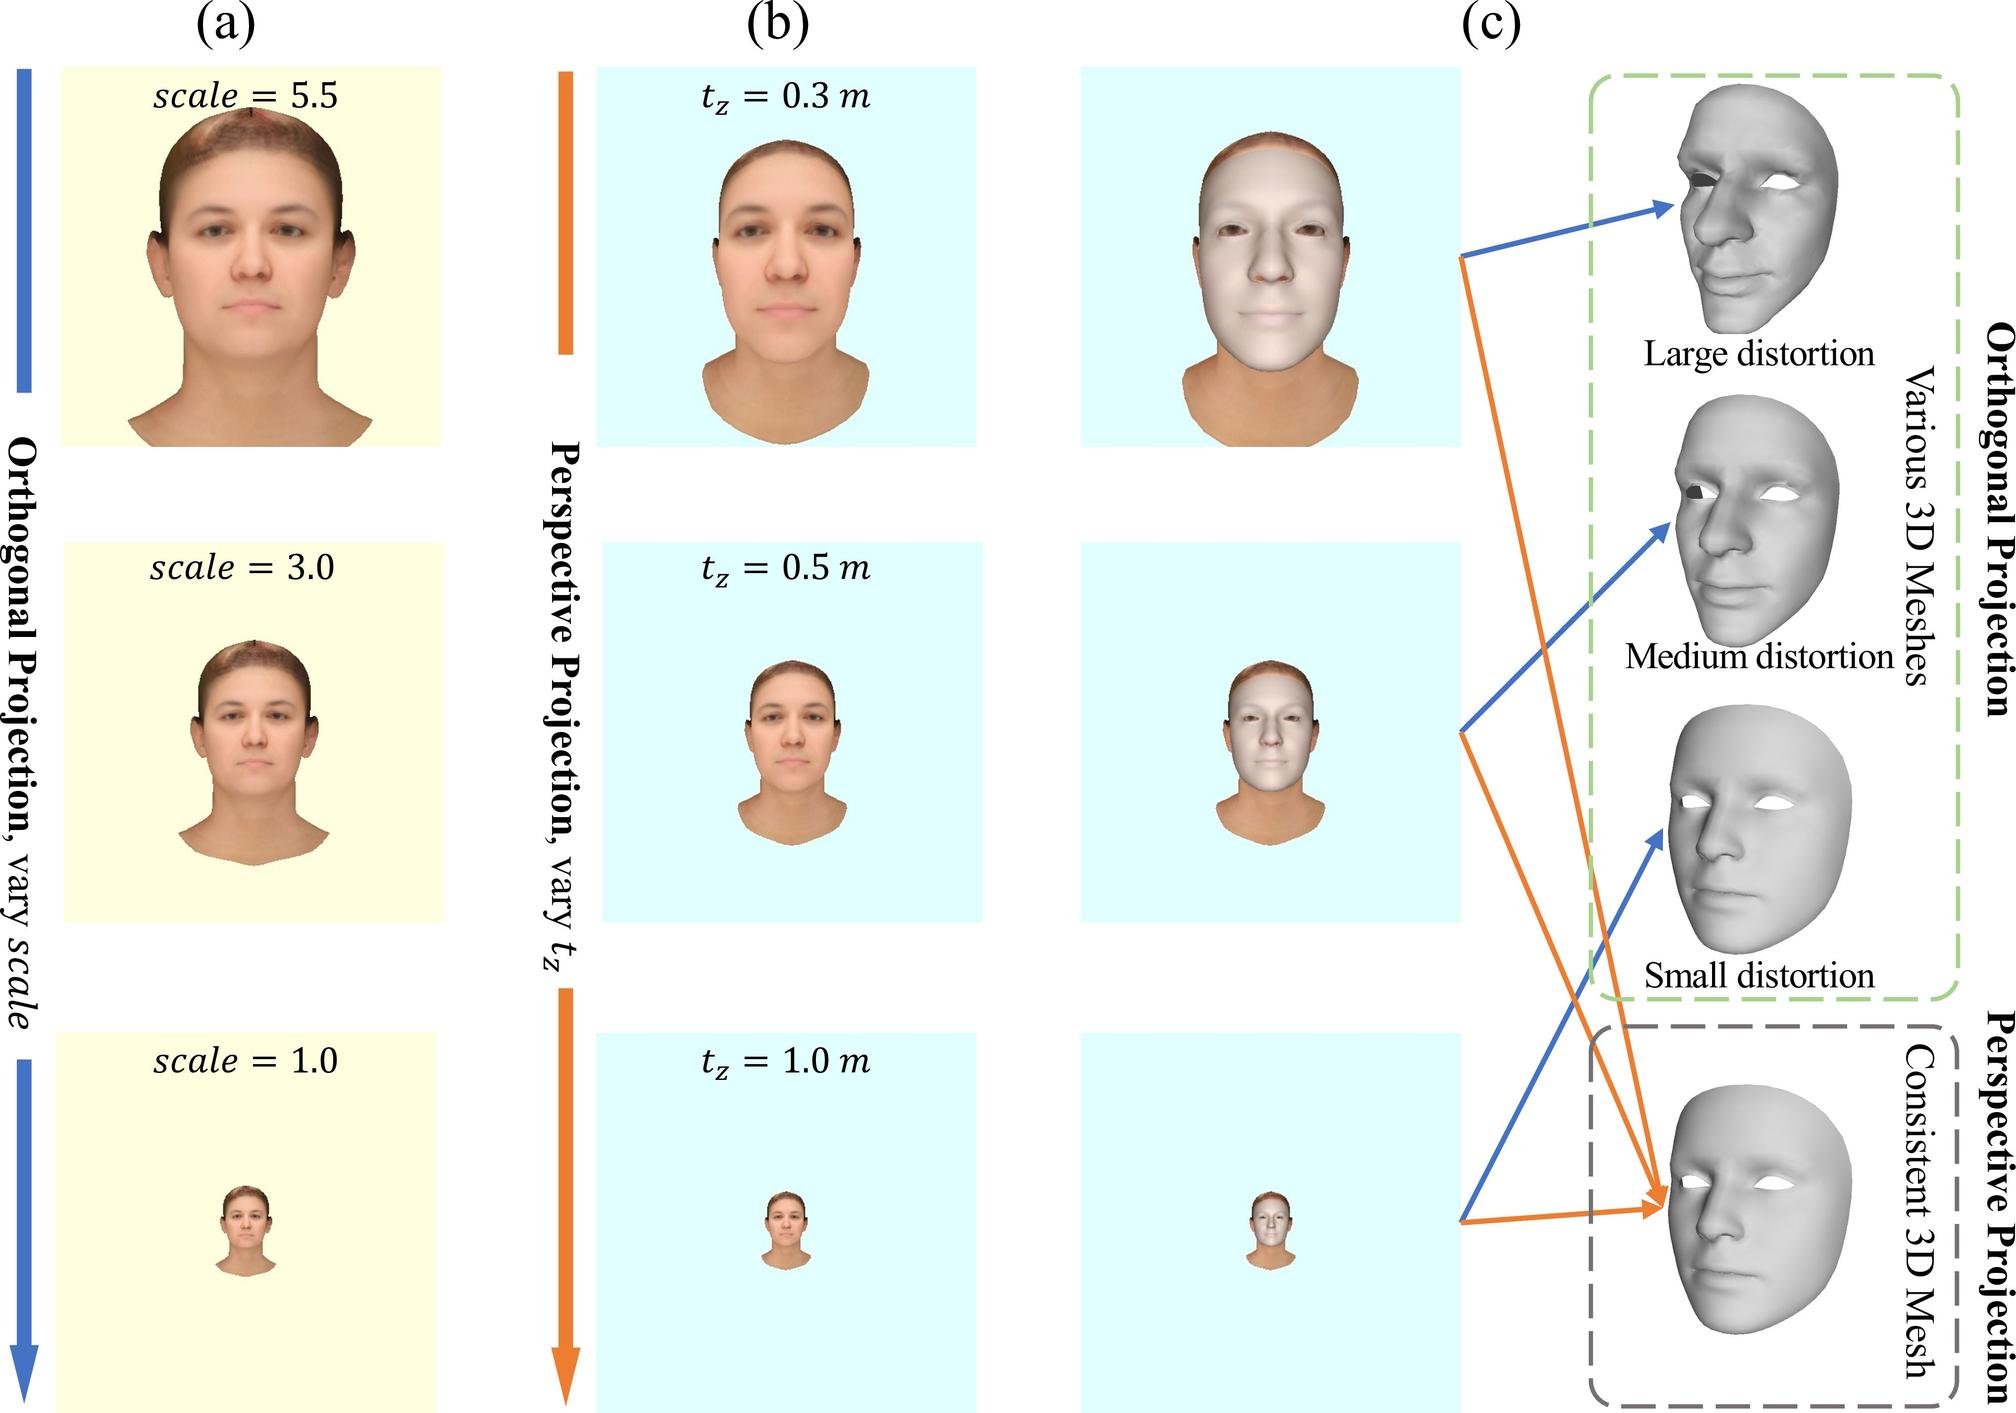 (a)
(b)
(c)
scale = 5.5
scale = 3.0
scale = 1.0
Orthogonal Projection, vary scale
t_z = 0.3 m
t_z = 0.5 m
t_z = 1.0 m
Perspective Projection, vary t_z
Large distortion
Medium distortion
Small distortion
Various 3D Meshes
Orthogonal Projection
Consistent 3D Mesh
Perspective Projection